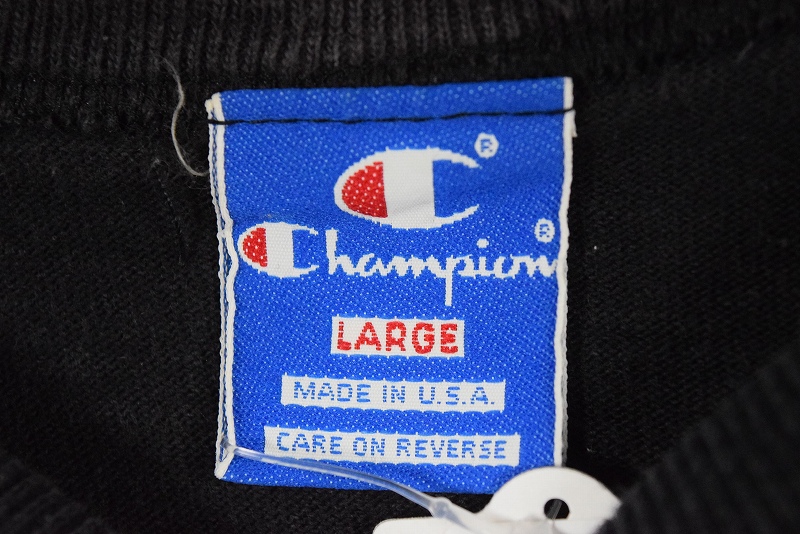 C ®
Champion ®
LARGE
MADE IN U.S.A.
CARE ON REVERSE